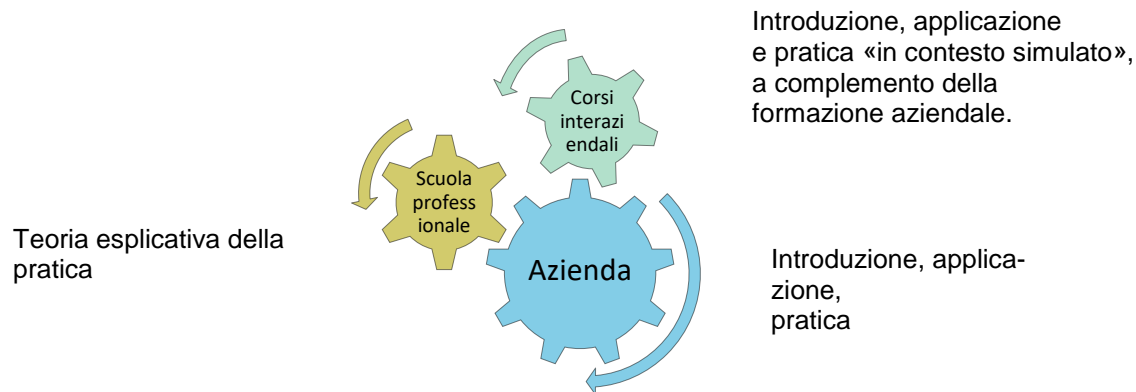 Introduzione, applicazione
e pratica «in contesto simulato»,
a complemento della
formazione aziendale.
Corsi
interazi
endali
Scuola
profess
ionale
Teoria esplicativa della
pratica
Azienda
Introduzione, applica-
zione,
pratica